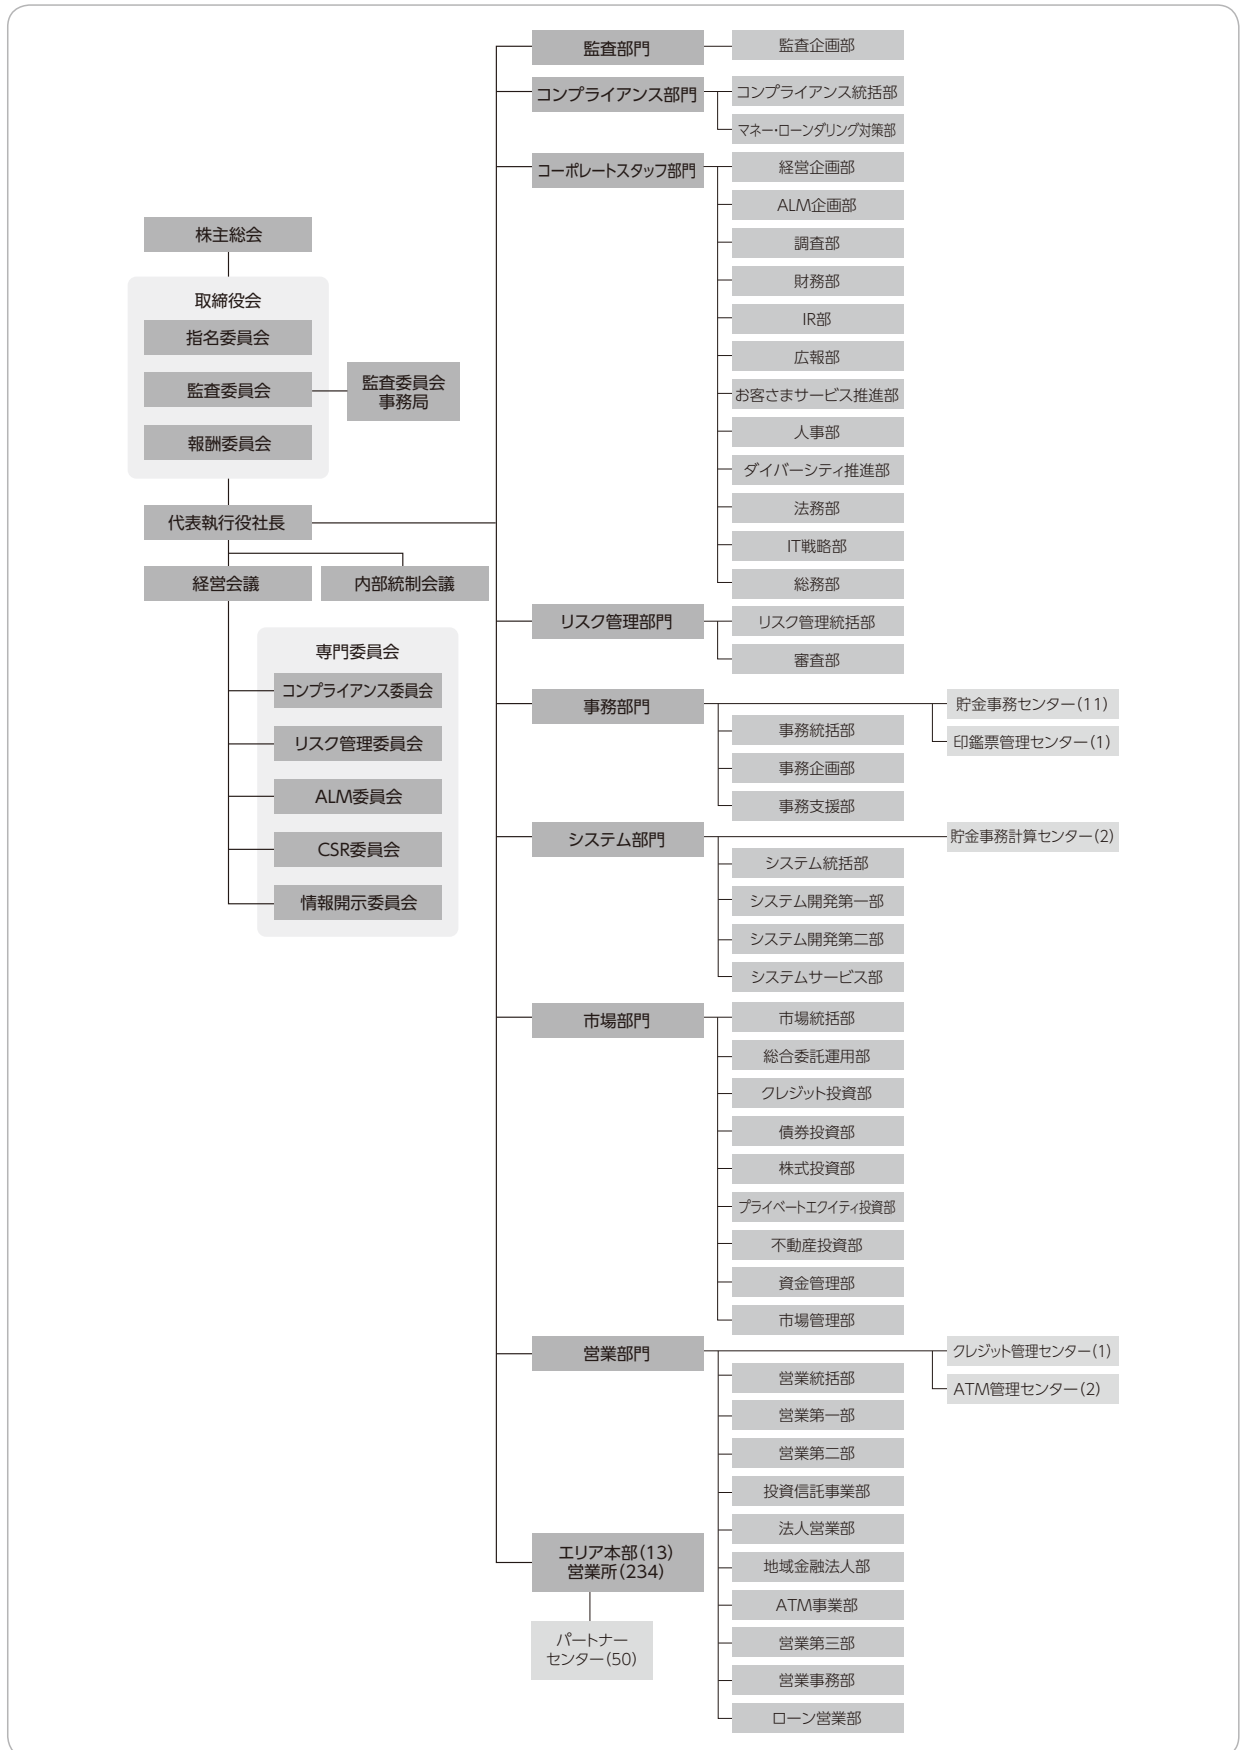 株主総会
取締役会
指名委員会
監査委員会
監査委員会
事務局
報酬委員会
代表執行役社長
経営会議
内部統制会議
専門委員会
コンプライアンス委員会
リスク管理委員会
ALM委員会
CSR委員会
情報開示委員会
監査部門
監査企画部
コンプライアンス部門
コンプライアンス統括部
マネー・ローンダリング対策部
コーポレートスタッフ部門
経営企画部
ALM企画部
調査部
財務部
IR部
広報部
お客さまサービス推進部
人事部
ダイバーシティ推進部
法務部
IT戦略部
総務部
リスク管理部門
リスク管理統括部
審査部
事務部門
事務統括部
事務企画部
事務支援部
貯金事務センター(11)
印鑑票管理センター(1)
システム部門
システム統括部
システム開発第一部
システム開発第二部
システムサービス部
貯金事務計算センター(2)
市場部門
市場統括部
総合委託運用部
クレジット投資部
債券投資部
株式投資部
プライベートエクイティ投資部
不動産投資部
資金管理部
市場管理部
営業部門
営業統括部
営業第一部
営業第二部
投資信託事業部
法人営業部
地域金融法人部
ATM事業部
営業第三部
営業事務部
ローン営業部
クレジット管理センター(1)
ATM管理センター(2)
エリア本部(13)
営業所(234)
パートナー
センター(50)